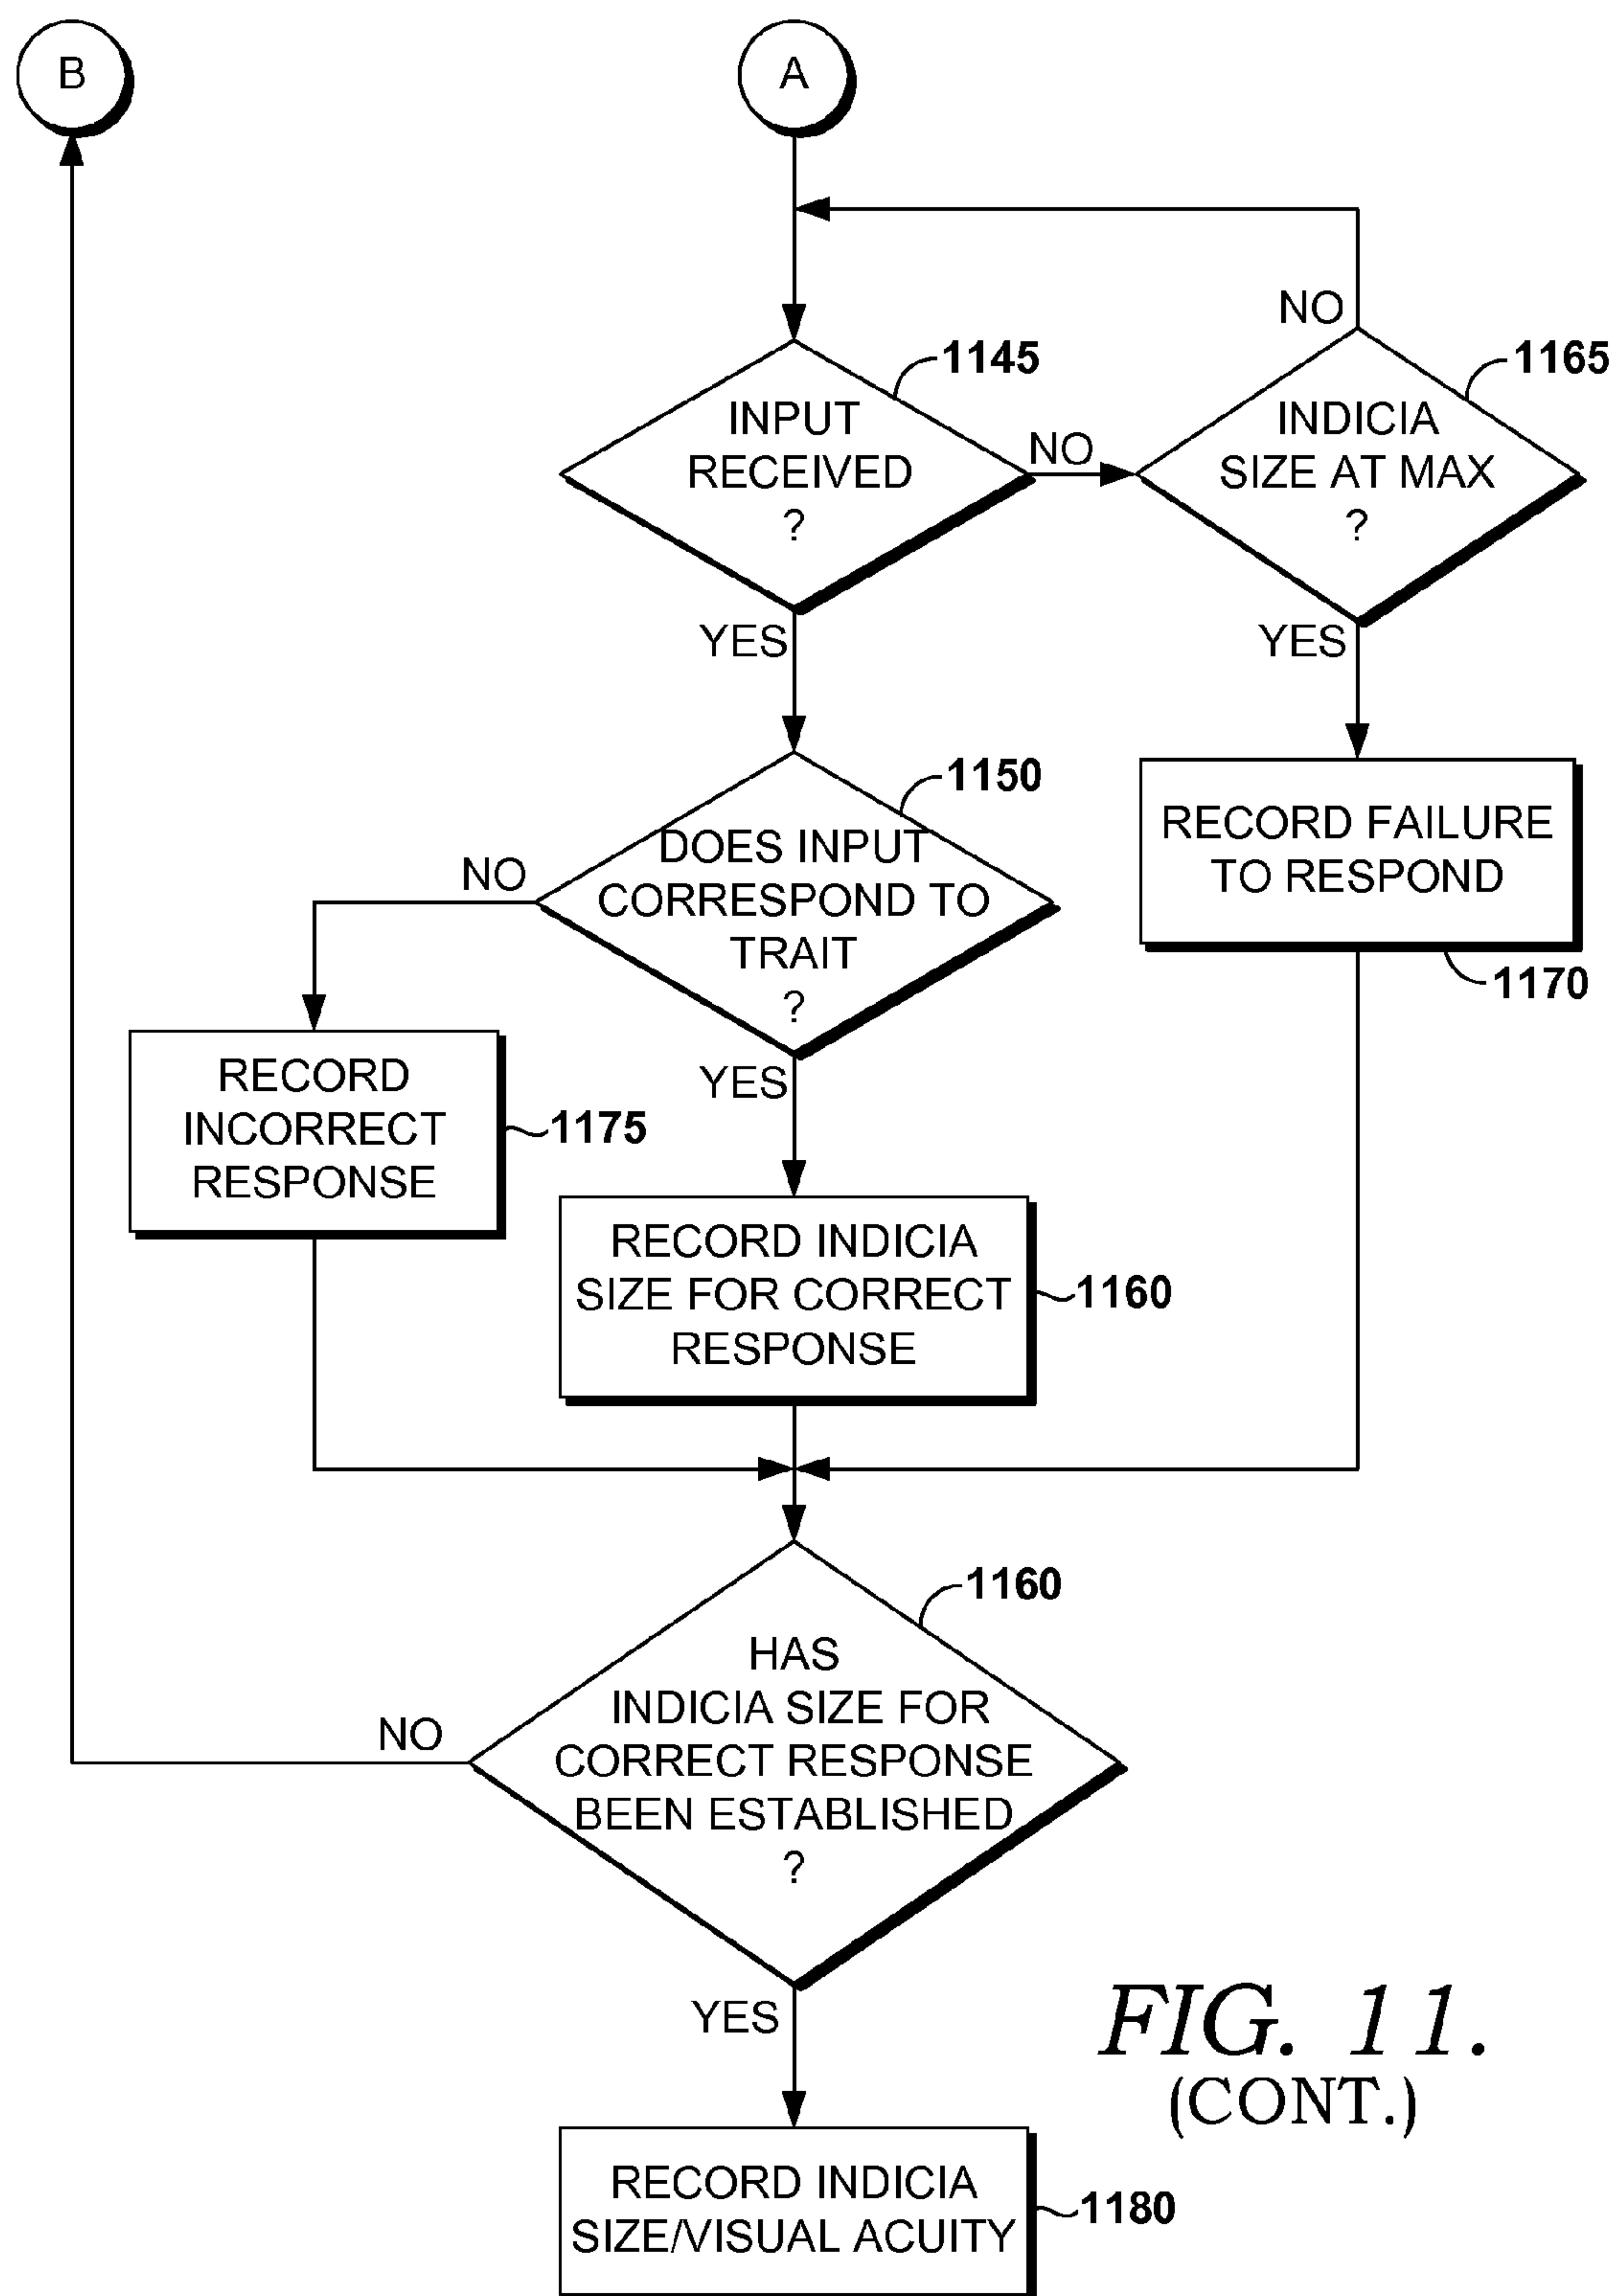 B
A
NO
1145
1165
INPUT
RECEIVED
?
NO
INDICIA
SIZE AT MAX
?
YES
YES
1150
DOES INPUT
CORRESPOND TO
TRAIT
?
NO
RECORD FAILURE
TO RESPOND
1170
RECORD
INCORRECT
RESPONSE
1175
YES
RECORD INDICIA
SIZE FOR CORRECT
RESPONSE
1160
1160
HAS
INDICIA SIZE FOR
CORRECT RESPONSE
BEEN ESTABLISHED
?
NO
YES
RECORD INDICIA
SIZE/VISUAL ACUITY
1180
FIG. 11.
(CONT.)